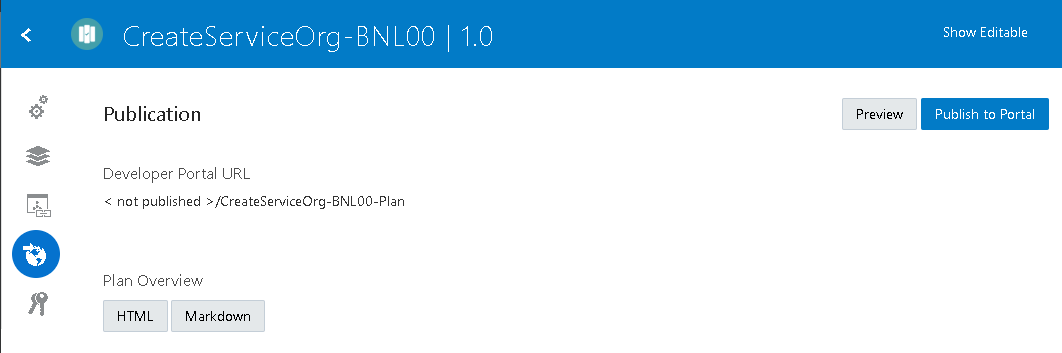 CreateServiceOrg-BNL00 | 1.0
Show Editable
Publication
Preview
Publish to Portal
Developer Portal URL
< not published >/CreateServiceOrg-BNL00-Plan
Plan Overview
HTML
Markdown